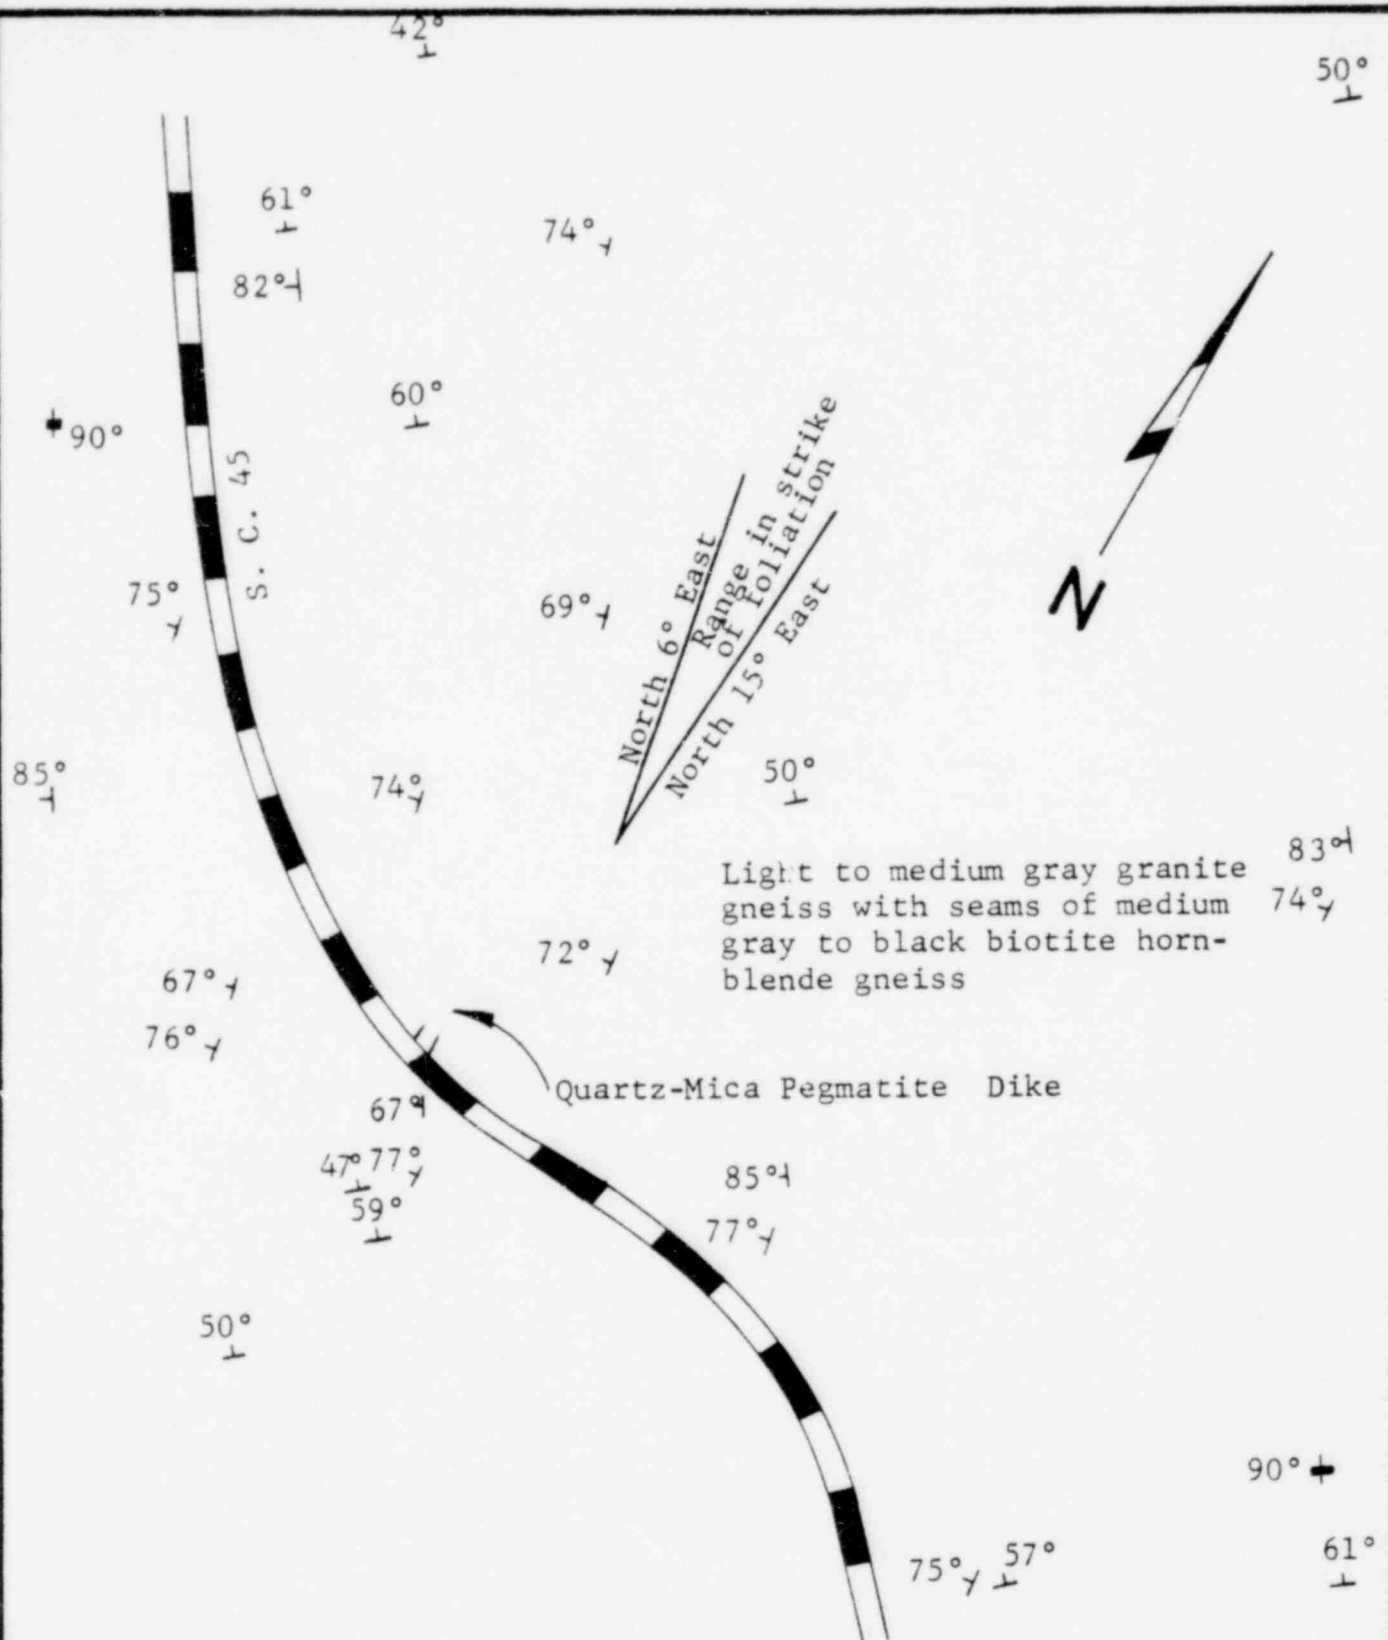 42°
50°
61°
74°
82°
60°
90°
S. C. 45
North 6° East
Range in strike
of foliation
North 15° East
N
75°
69°
85°
74°
50°
83°
Light to medium gray granite
gneiss with seams of medium
gray to black biotite horn-
blende gneiss
74°
72°
67°
76°
Quartz-Mica Pegmatite Dike
67°
47° 77°
59°
85°
77°
50°
90°
75° 57°
61°